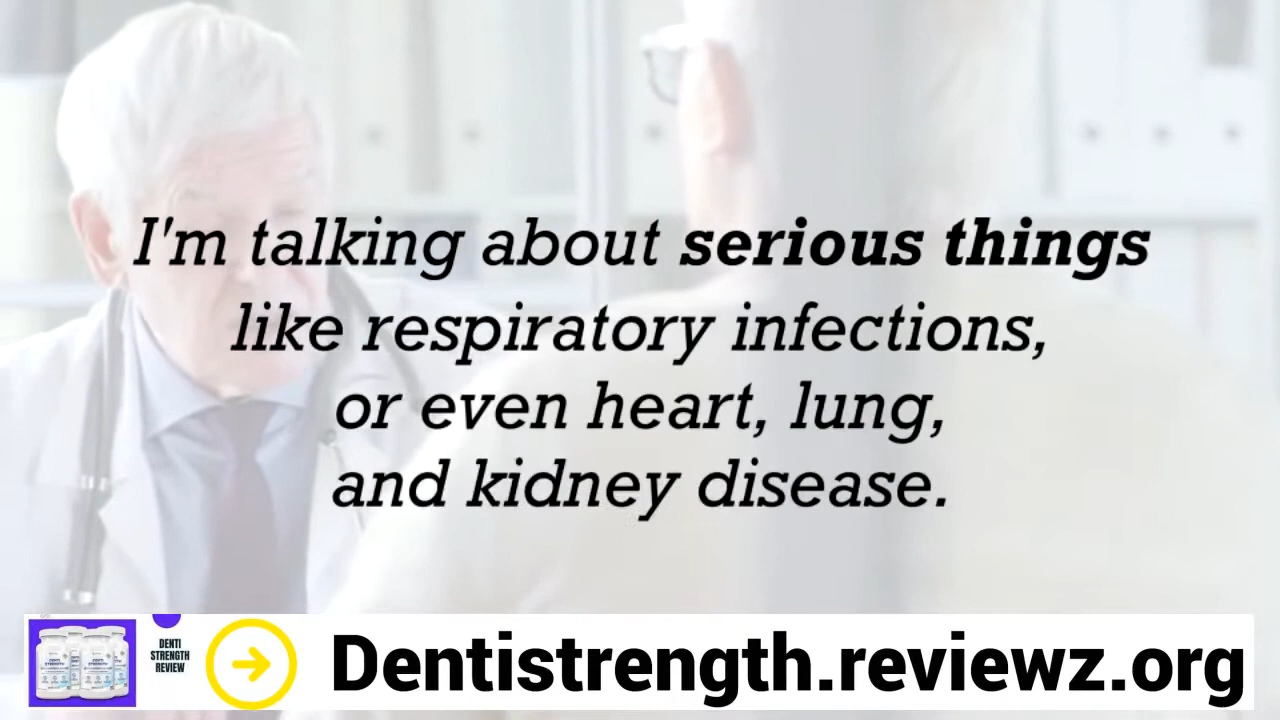 I'm talking about serious things
like respiratory infections,
or even heart, lung,
and kidney disease.
DENTI
STRENGTH
REVIEW
Dentistrength.reviewz.org